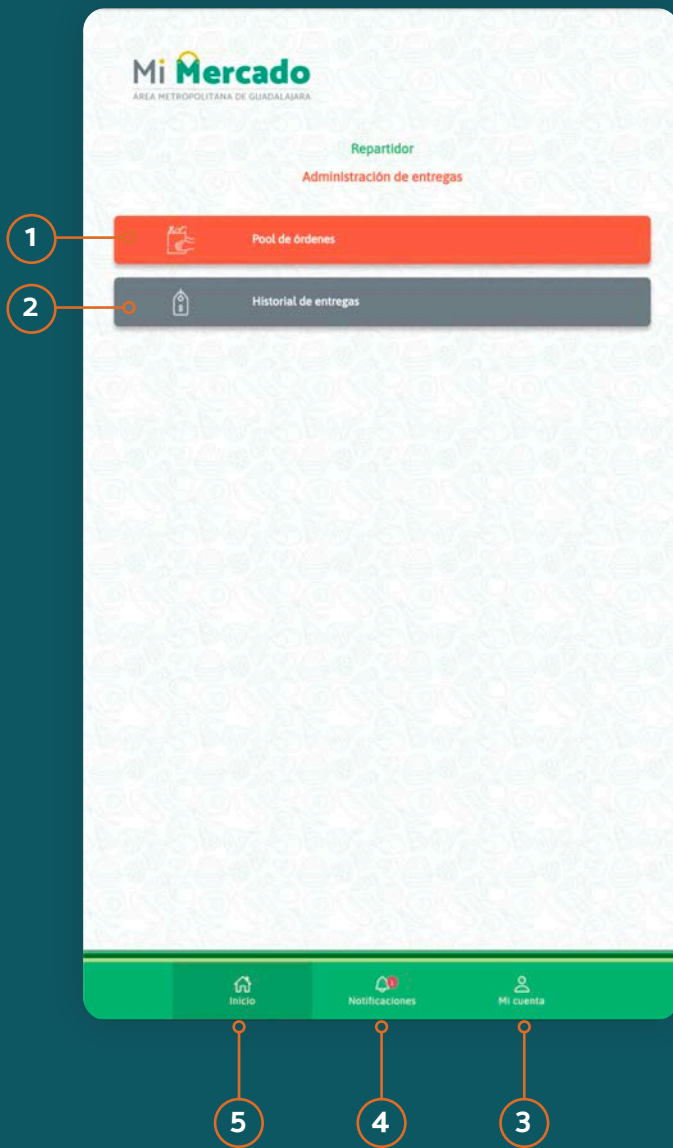 Mi Mercado
ÁREA METROPOLITANA DE GUADALAJARA
Repartidor
Administración de entregas
1
Pool de órdenes
2
Historial de entregas
1
Inicio
Notificaciones
Mi cuenta
5
4
3